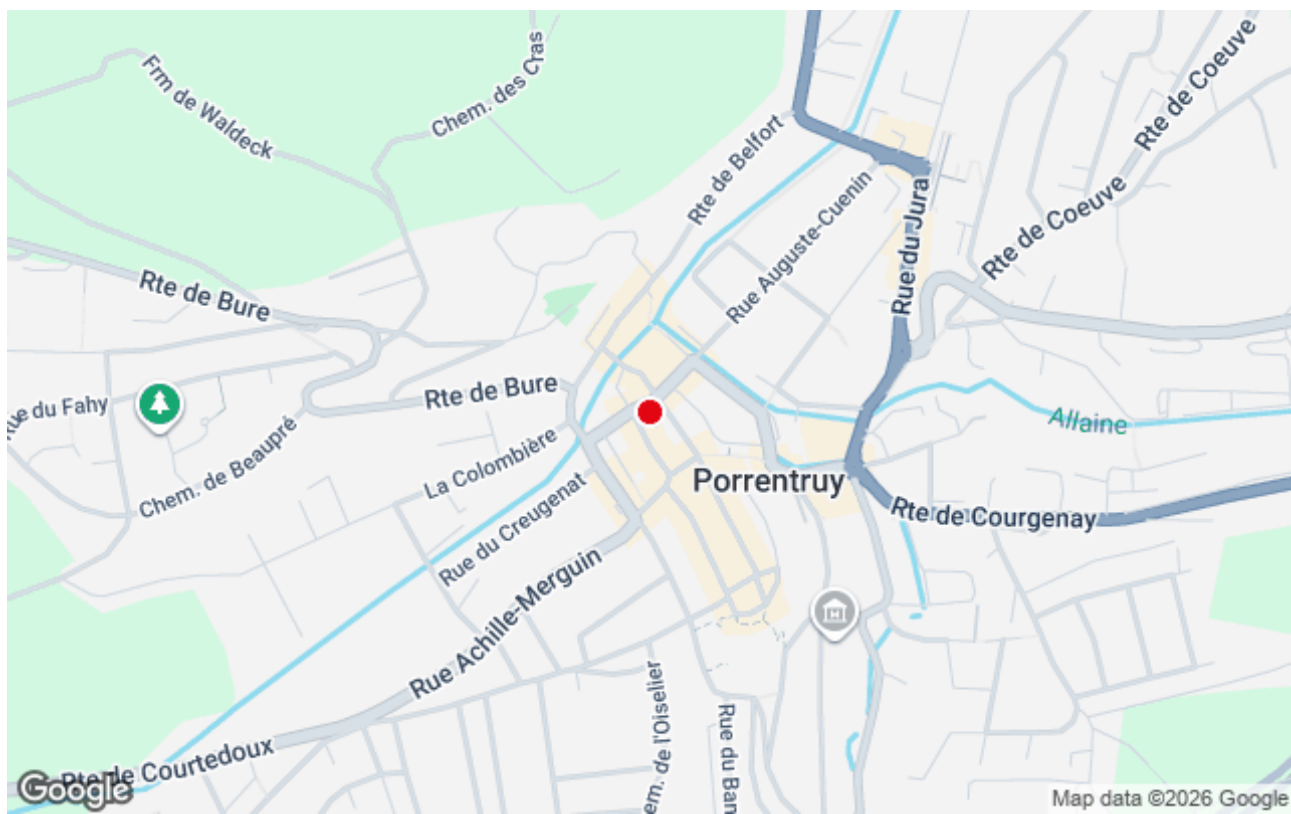 Frm de Waldeck
Chem. des Cras
Rte de Belfort
Rte de Coeuve
Rue Auguste-Cuenin
Rue du Jura
Rte de Coeuve
Rte de Bure
Rte de Bure
ue du Fahy
Chem. de Beaupré
La Colombière
Allaine
Porrentruy
Rte de Courgenay
Rue du Creugenat
Rue Achille-Merguin
em. de l'Oiselier
Rue du Ban
Rte de Courtedoux
Google
Map data ©2026 Google